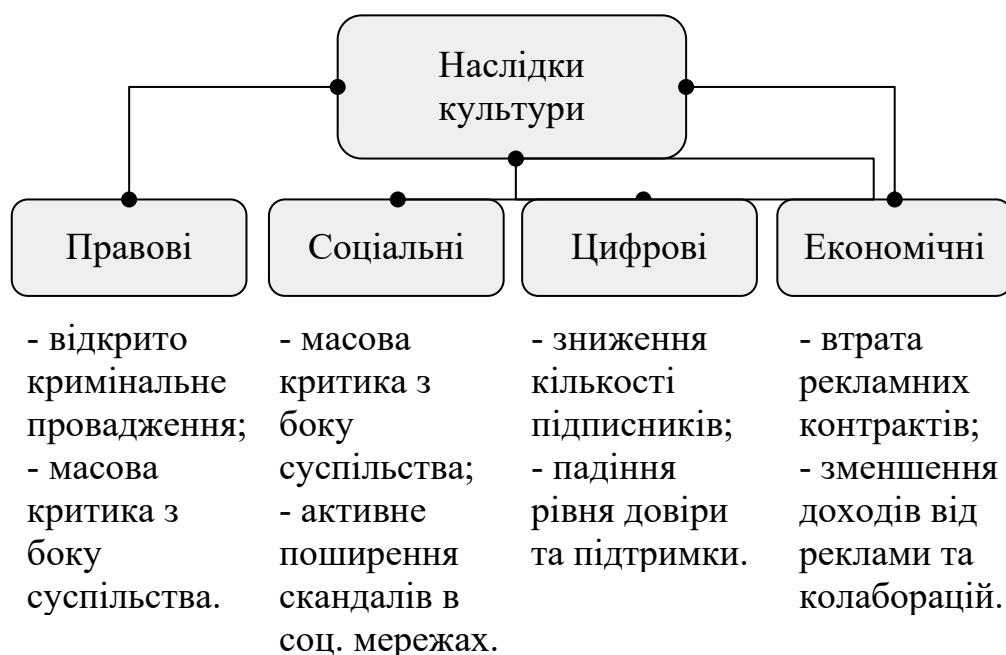 Наслідки
культури
Правові
Соціальні
Цифрові
Економічні
- відкрито
кримінальне
провадження;
- масова
критика з
боку
суспільства.
- масова
критика з
боку
суспільства;
- активне
поширення
скандалів в
соц. мережах.
- зниження
кількості
підписників;
- падіння
рівня довіри
та підтримки.
- втрата
рекламних
контрактів;
- зменшення
доходів від
реклами та
колаборацій.